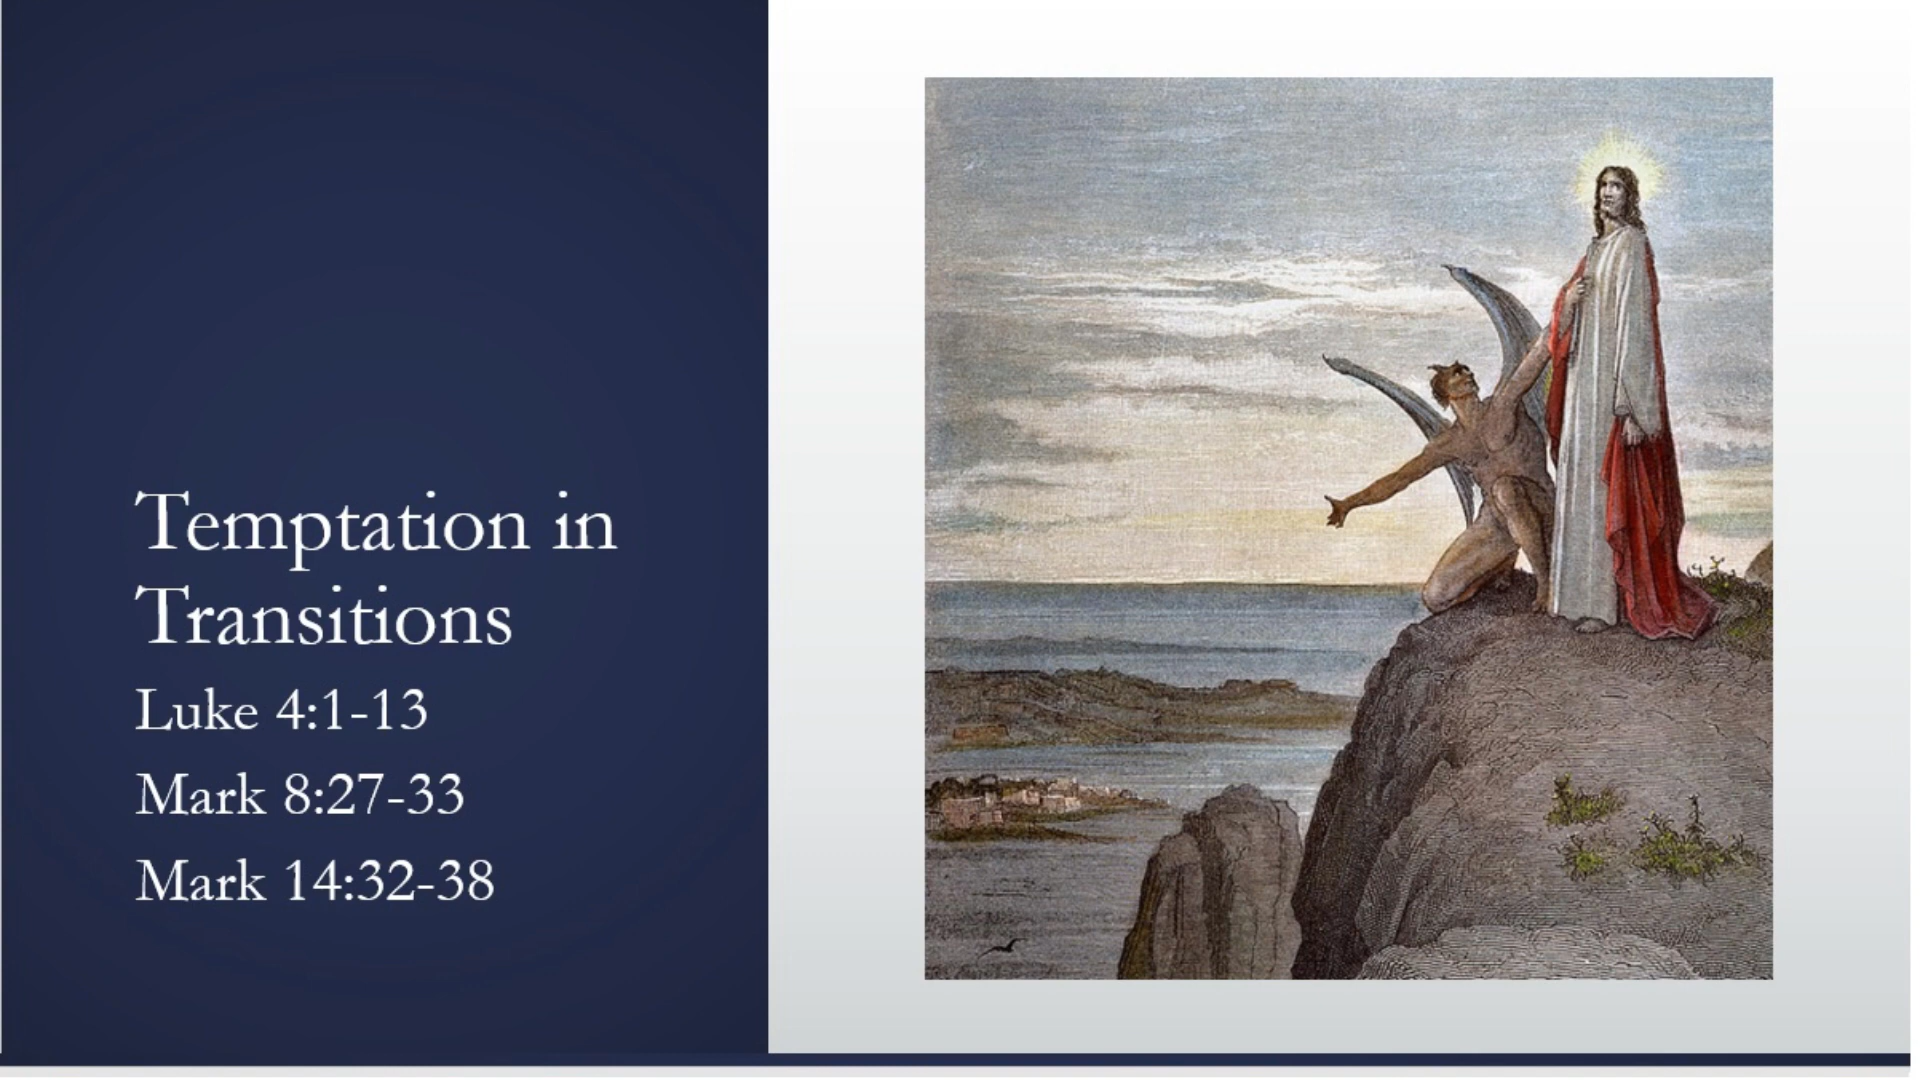 Temptation in
Transitions
Luke 4:1-13
Mark 8:27-33
Mark 14:32-38